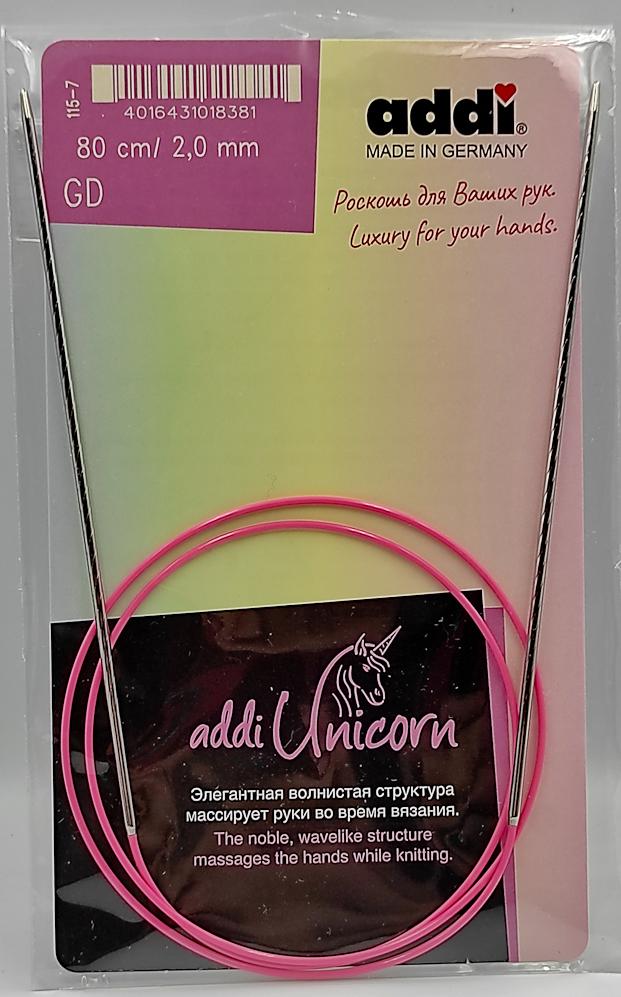 115-7
4016431018381
80 cm/ 2,0 mm
GD
addi®
MADE IN GERMANY
Роскошь для Ваших рук.
Luxury for your hands.
addi Unicorn
Элегантная волнистая структура
массирует руки во время вязания.
The noble, wavelike structure
massages the hands while knitting.